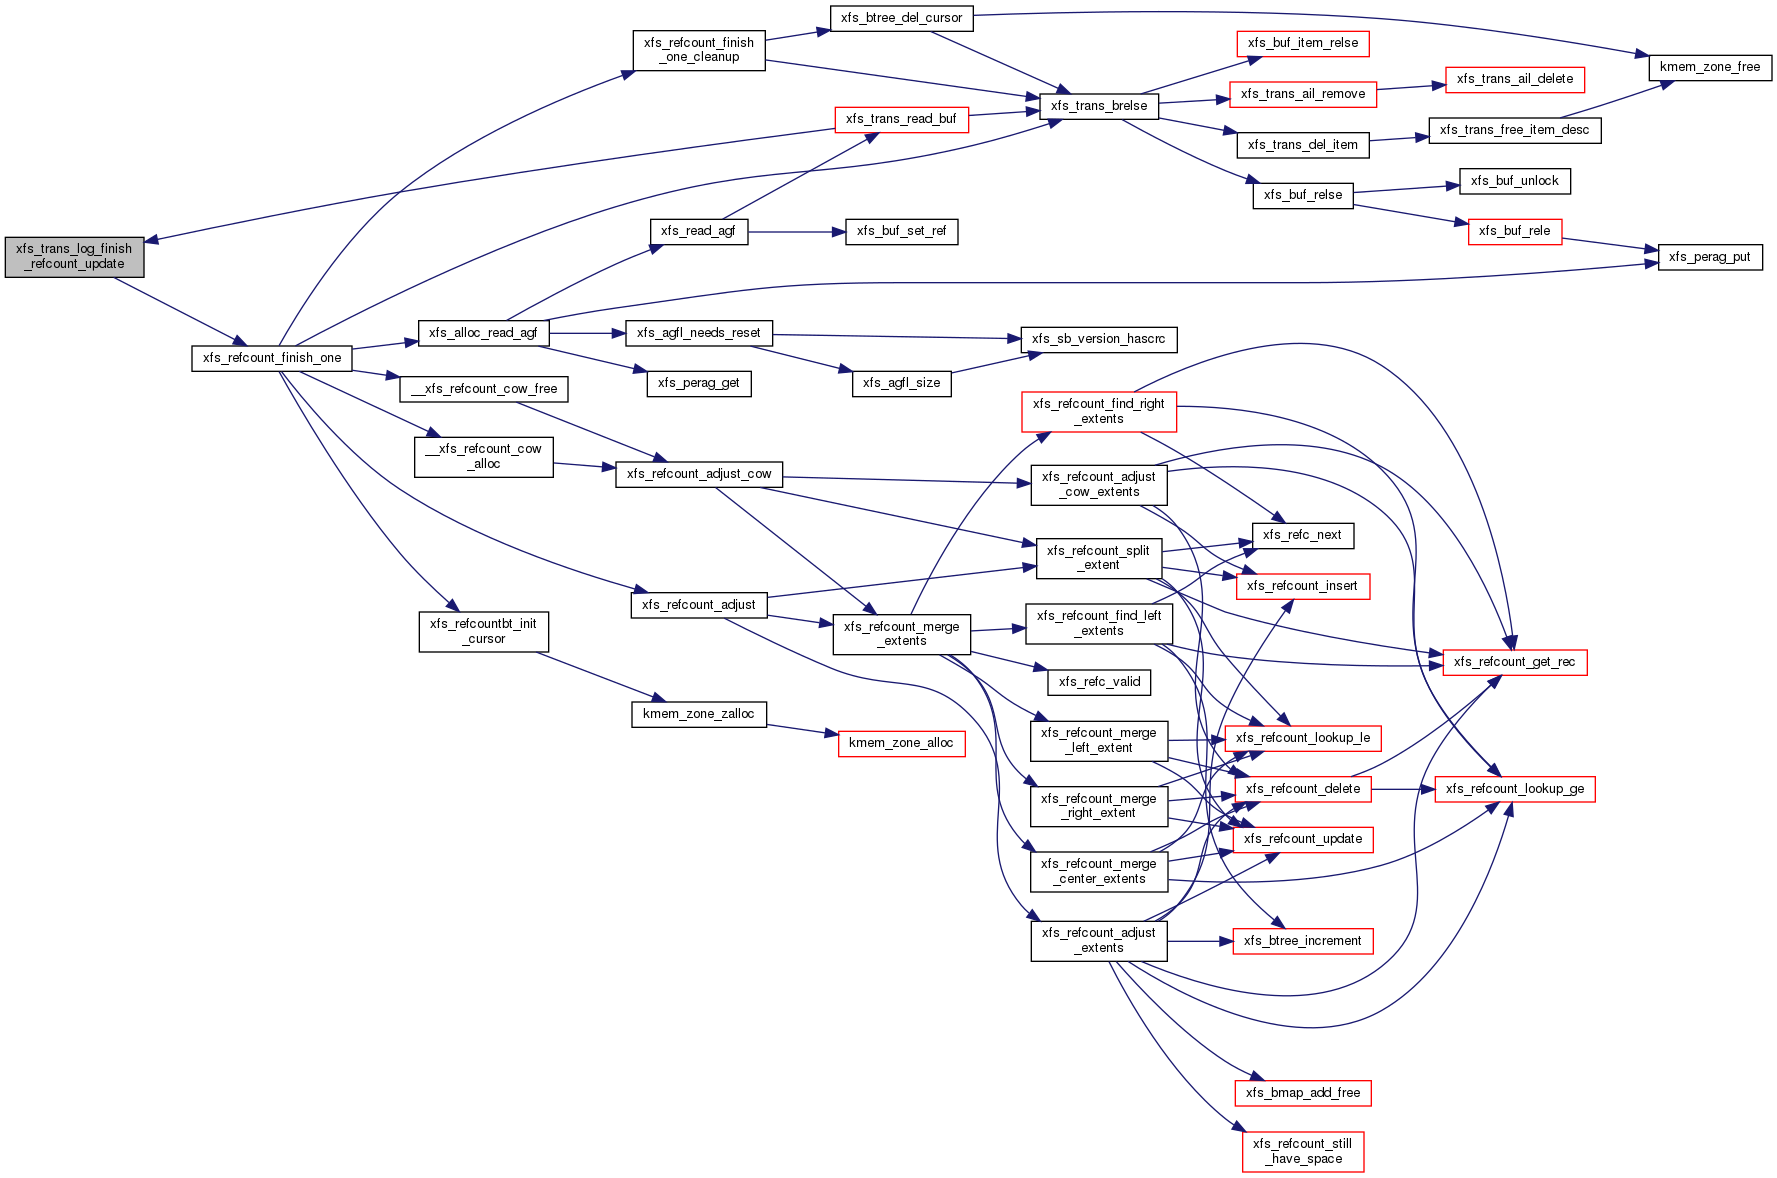 xfs_btree_del_cursor
xfs_refcount_finish
_one_cleanup
xfs_buf_item_relse
kmem_zone_free
xfs_trans_ail_remove
xfs_trans_ail_delete
xfs_trans_brelse
xfs_trans_read_buf
xfs_trans_del_item
xfs_trans_free_item_desc
xfs_buf_relse
xfs_buf_unlock
xfs_read_agf
xfs_buf_set_ref
xfs_buf_rele
xfs_trans_log_finish
_refcount_update
xfs_perag_put
xfs_alloc_read_agf
xfs_agfl_needs_reset
xfs_sb_version_hascrc
xfs_refcount_finish_one
xfs_perag_get
xfs_agfl_size
__xfs_refcount_cow_free
xfs_refcount_find_right
_extents
__xfs_refcount_cow
_alloc
xfs_refcount_adjust_cow
xfs_refcount_adjust
_cow_extents
xfs_refc_next
xfs_refcount_split
_extent
xfs_refcount_insert
xfs_refcount_adjust
xfs_refcount_find_left
_extents
xfs_refcountbt_init
_cursor
xfs_refcount_merge
_extents
xfs_refcount_get_rec
xfs_refc_valid
kmem_zone_zalloc
kmem_zone_alloc
xfs_refcount_merge
_left_extent
xfs_refcount_lookup_le
xfs_refcount_merge
_right_extent
xfs_refcount_delete
xfs_refcount_lookup_ge
xfs_refcount_update
xfs_refcount_merge
_center_extents
xfs_refcount_adjust
_extents
xfs_btree_increment
xfs_bmap_add_free
xfs_refcount_still
_have_space